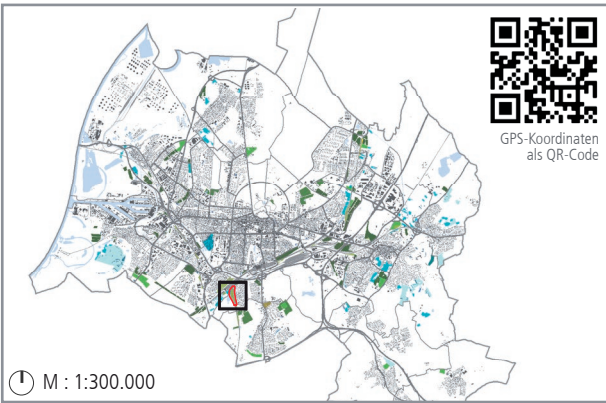 GPS-Koordinaten
als QR-Code
M : 1:300.000